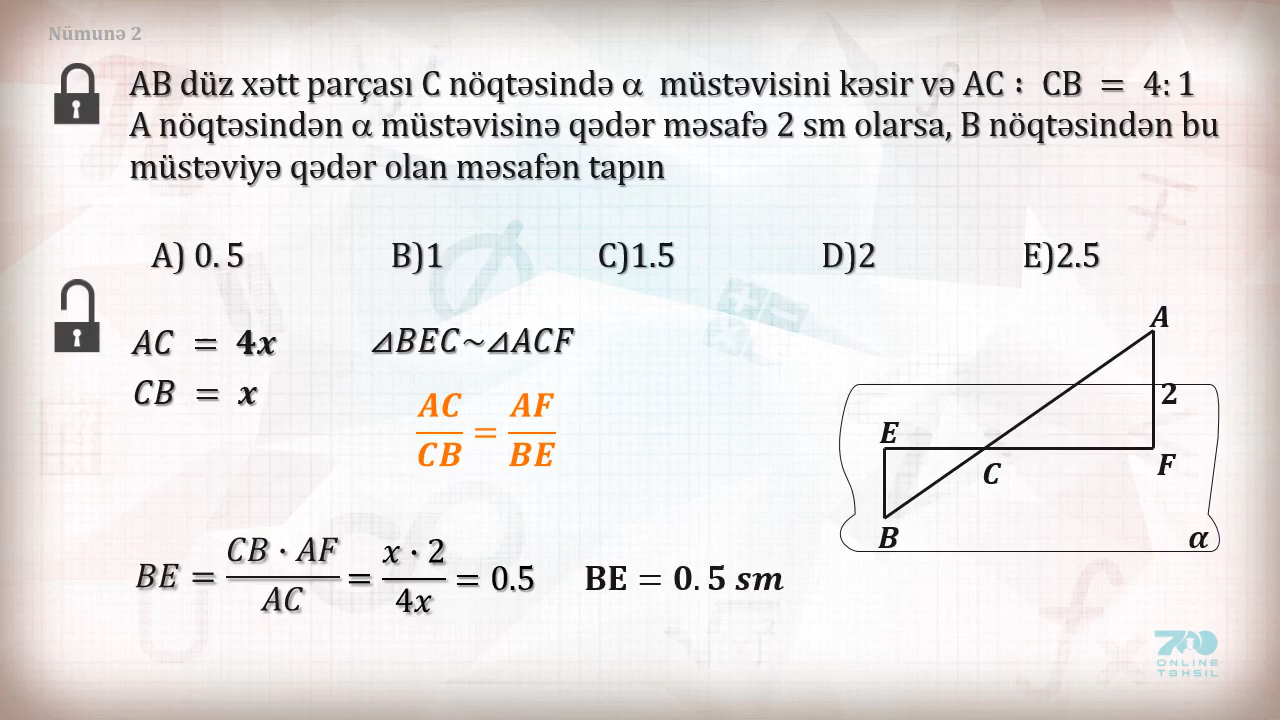 Nümunə 2
AB düz xətt parçası C nöqtəsində α müstəvisini kəsir və AC : CB = 4: 1
A nöqtəsindən α müstəvisinə qədər məsafə 2 sm olarsa, B nöqtəsindən bu
müstəviyə qədər olan məsafən tapın
A) 0. 5 B)1 C)1.5 D)2 E)2.5
AC = 4x
CB = x
⊿BEC~⊿ACF
AC/CB = AF/BE
BE = CB · AF/AC = x · 2/4x = 0.5 BE = 0. 5 sm
A
2
E
F
C
B
α
700
ONLINE
TƏHSİL